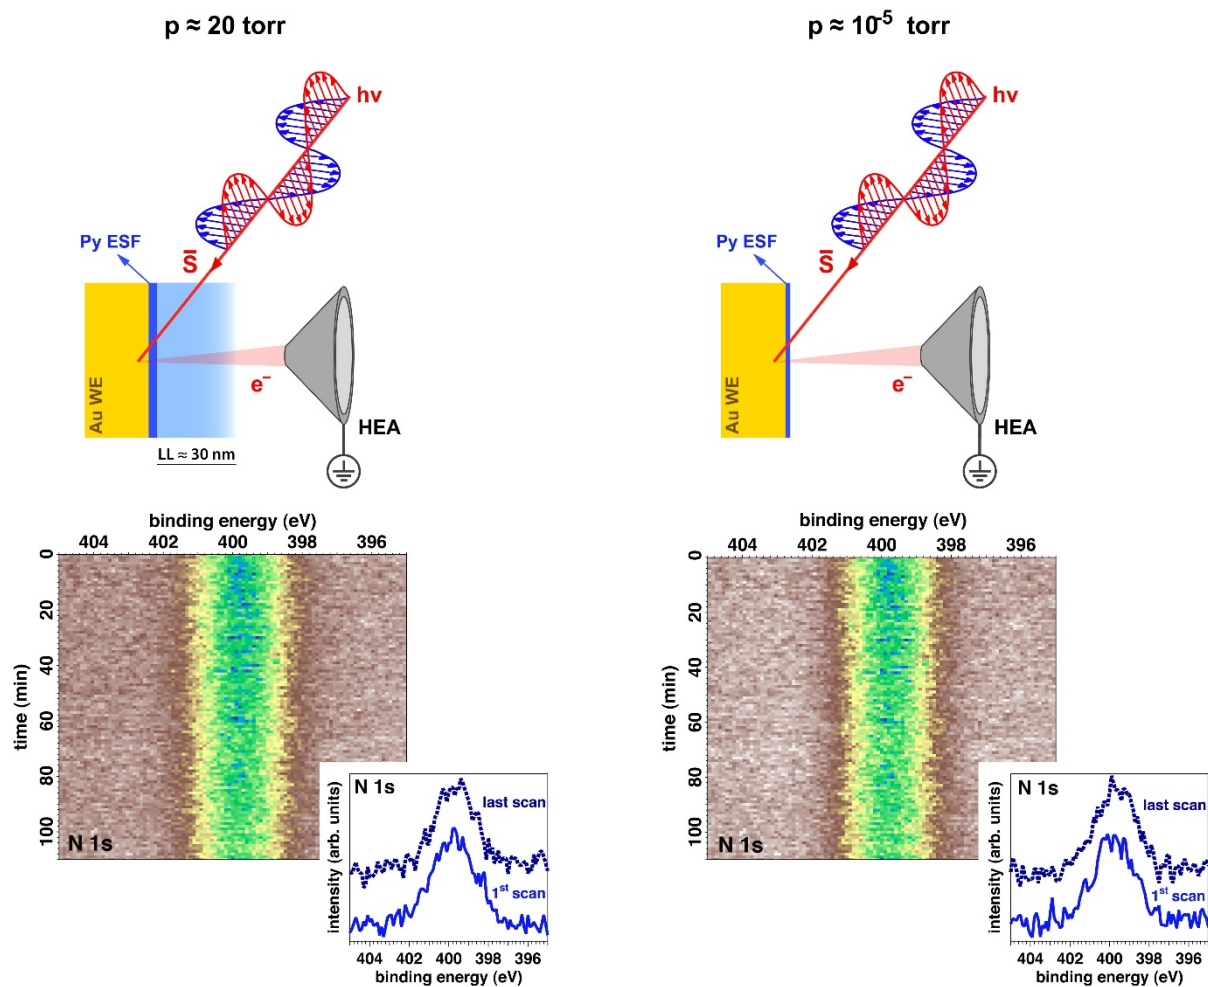 p ≈ 20 torr
hν
Py ESF
S̅
Au WE
e⁻
HEA
LL ≈ 30 nm
binding energy (eV)
404 402 400 398 396
time (min)
0
20
40
60
80
100
N 1s
N 1s
last scan
1st scan
intensity (arb. units)
404 402 400 398 396
binding energy (eV)
p ≈ 10⁻⁵ torr
hν
Py ESF
S̅
Au WE
e⁻
HEA
binding energy (eV)
404 402 400 398 396
time (min)
0
20
40
60
80
100
N 1s
N 1s
last scan
1st scan
intensity (arb. units)
404 402 400 398 396
binding energy (eV)